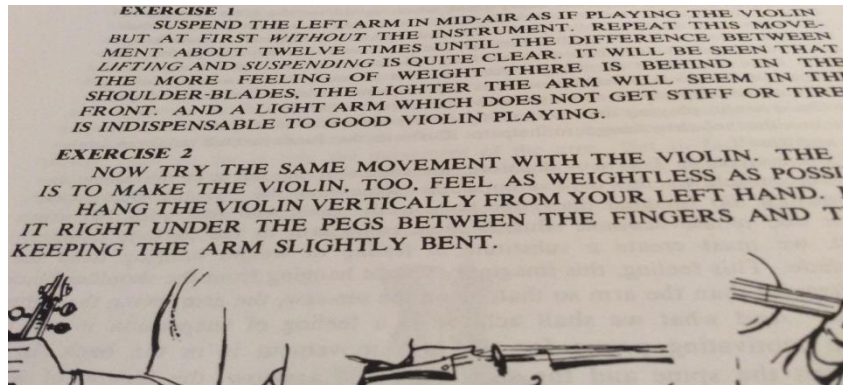 EXERCISE 1
SUSPEND THE LEFT ARM IN MID-AIR AS IF PLAYING THE VIOLIN
BUT AT FIRST WITHOUT THE INSTRUMENT. REPEAT THIS MOVE-
MENT ABOUT TWELVE TIMES UNTIL THE DIFFERENCE BETWEEN
LIFTING AND SUSPENDING IS QUITE CLEAR. IT WILL BE SEEN THAT
THE MORE FEELING OF WEIGHT THERE IS BEHIND IN THE
SHOULDER-BLADES, THE LIGHTER THE ARM WILL SEEM IN
FRONT. AND A LIGHT ARM WHICH DOES NOT GET STIFF OR
IS INDISPENSABLE TO GOOD VIOLIN PLAYING.
EXERCISE 2
NOW TRY THE SAME MOVEMENT WITH THE VIOLIN. THE
IS TO MAKE THE VIOLIN, TOO, FEEL AS WEIGHTLESS AS
HANG THE VIOLIN VERTICALLY FROM YOUR LEFT HAND.
IT RIGHT UNDER THE PEGS BETWEEN THE FINGERS AND
KEEPING THE ARM SLIGHTLY BENT.